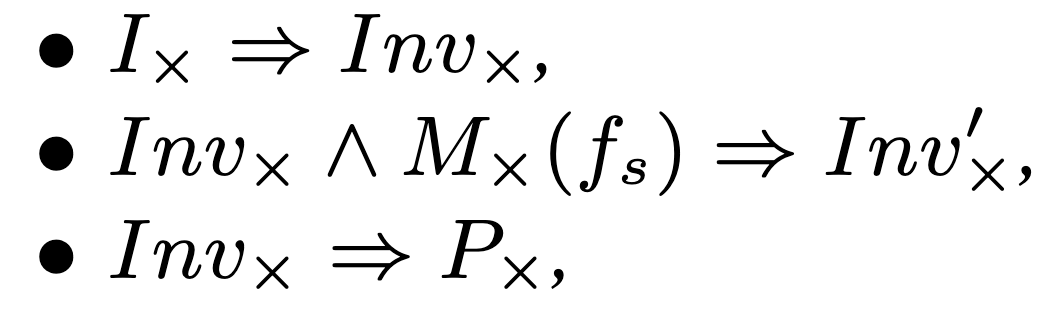 • I_× ⇒ Inv_×,
• Inv_× ∧ M_×(f_s) ⇒ Inv′_×,
• Inv_× ⇒ P_×,